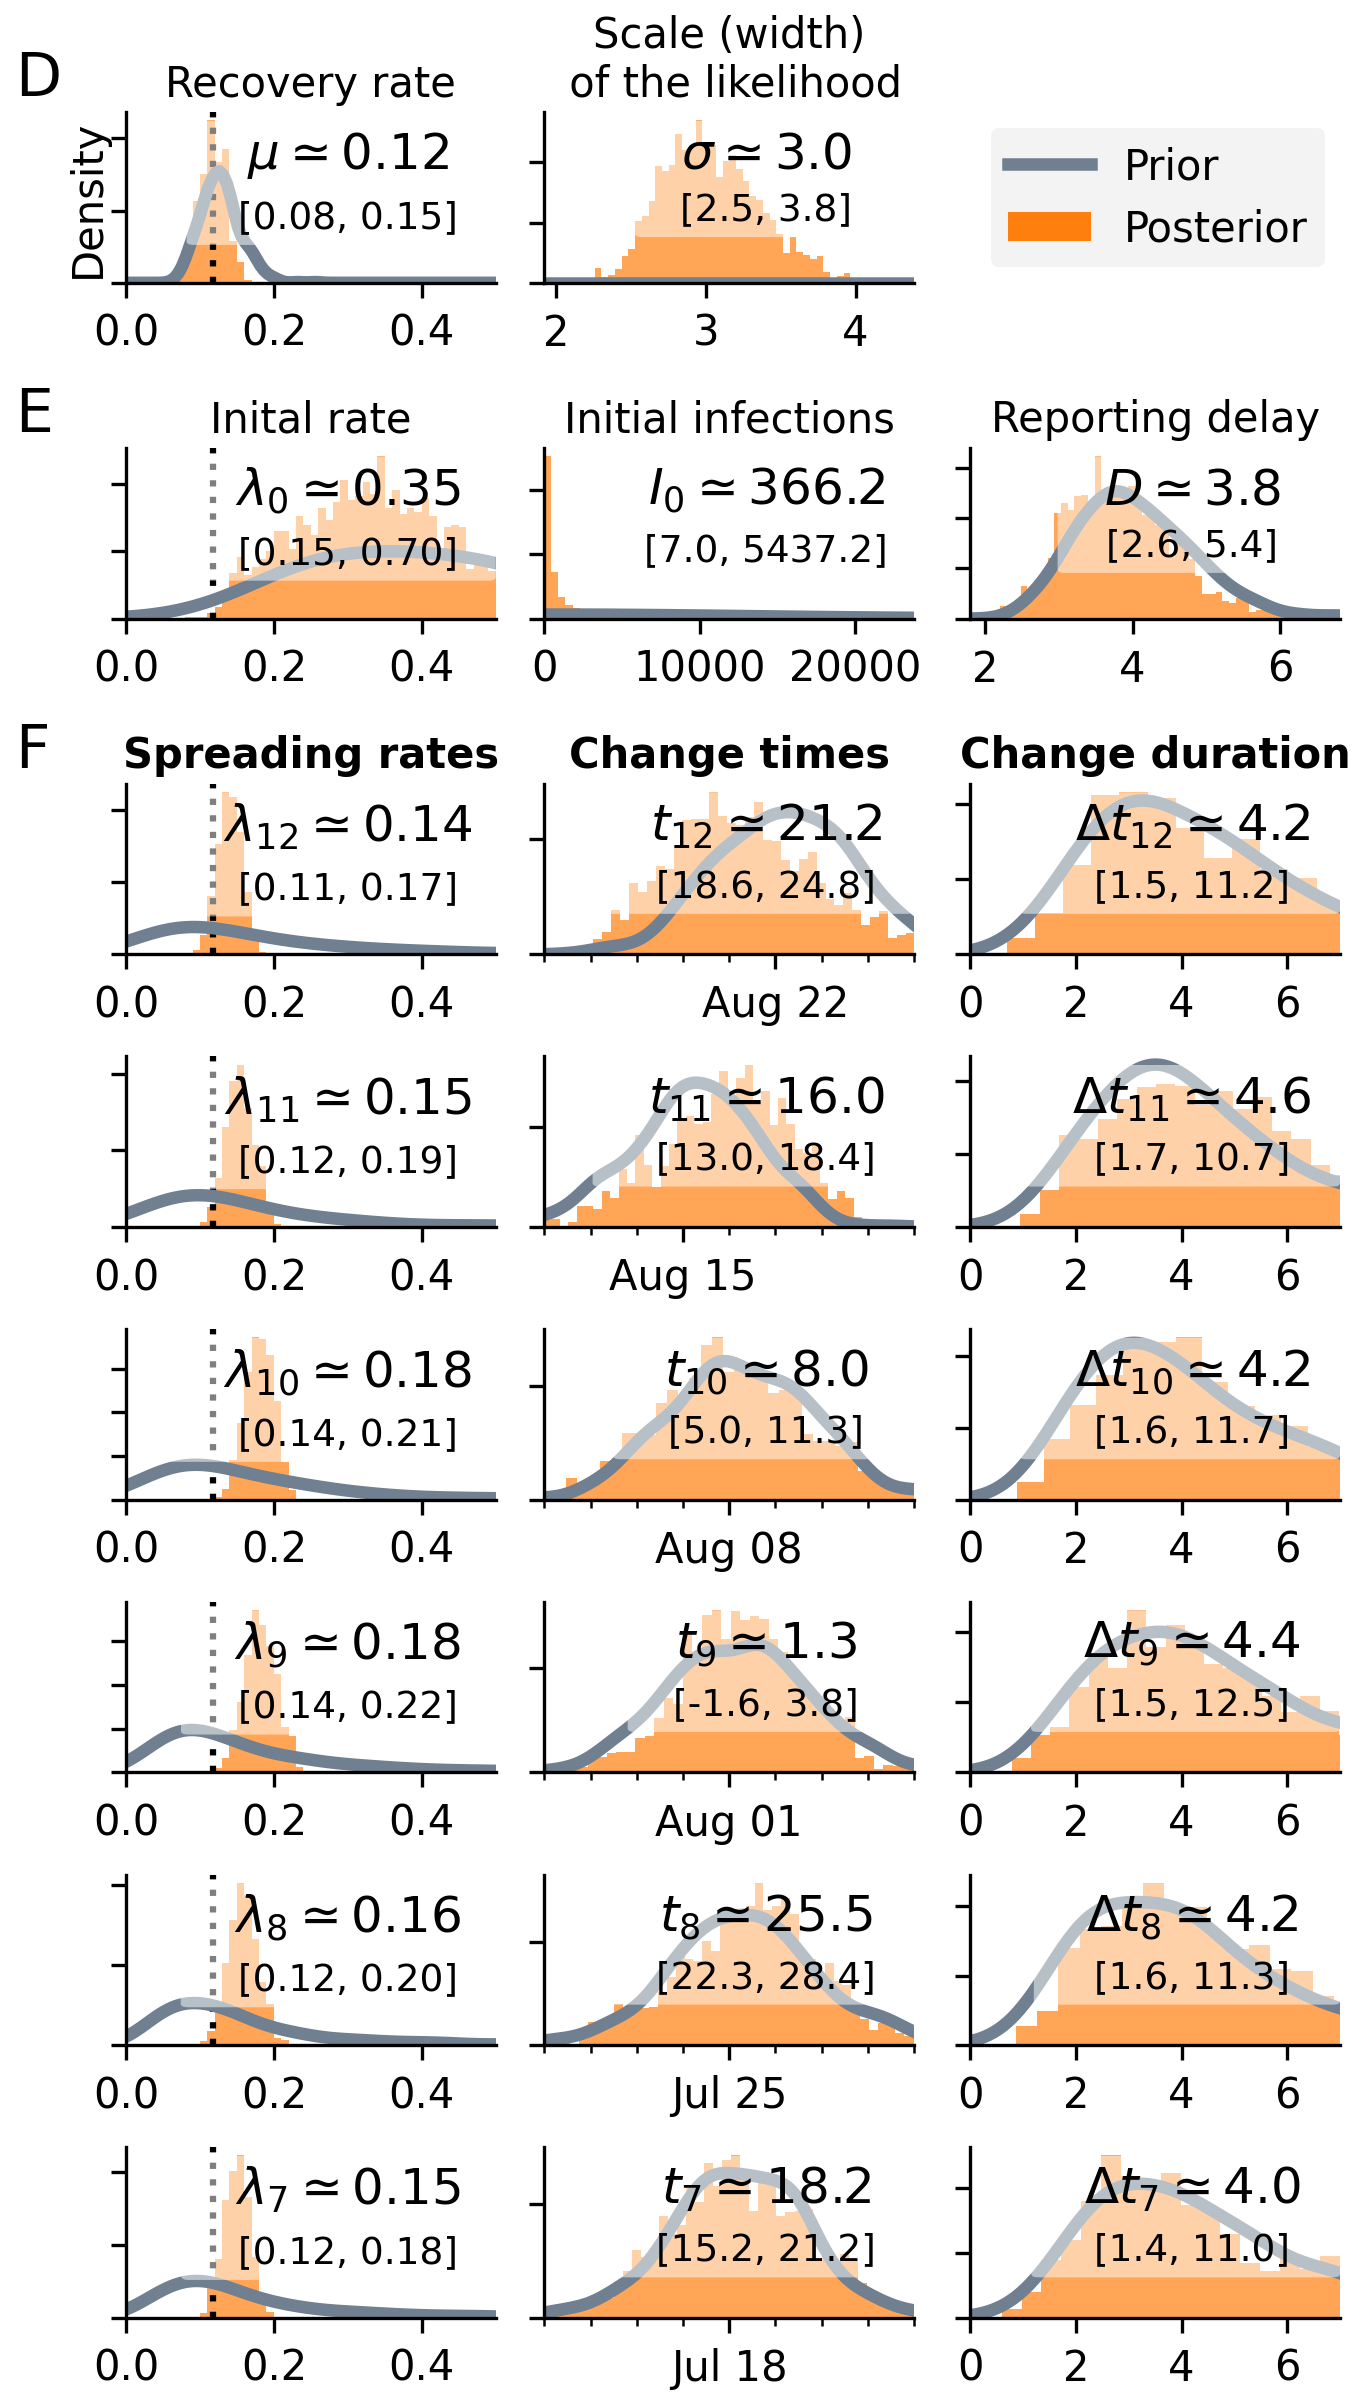 D
Recovery rate
Scale (width)
of the likelihood
Density
μ ≃ 0.12
[0.08, 0.15]
σ ≃ 3.0
[2.5, 3.8]
Prior
Posterior
0.0 0.2 0.4
2 3 4
E
Inital rate
Initial infections
Reporting delay
λ0 ≃ 0.35
[0.15, 0.70]
I0 ≃ 366.2
[7.0, 5437.2]
D ≃ 3.8
[2.6, 5.4]
0.0 0.2 0.4
0 10000 20000
2 4 6
F
Spreading rates
Change times
Change duration
λ12 ≃ 0.14
[0.11, 0.17]
t12 ≃ 21.2
[18.6, 24.8]
Δt12 ≃ 4.2
[1.5, 11.2]
0.0 0.2 0.4
Aug 22
0 2 4 6
λ11 ≃ 0.15
[0.12, 0.19]
t11 ≃ 16.0
[13.0, 18.4]
Δt11 ≃ 4.6
[1.7, 10.7]
0.0 0.2 0.4
Aug 15
0 2 4 6
λ10 ≃ 0.18
[0.14, 0.21]
t10 ≃ 8.0
[5.0, 11.3]
Δt10 ≃ 4.2
[1.6, 11.7]
0.0 0.2 0.4
Aug 08
0 2 4 6
λ9 ≃ 0.18
[0.14, 0.22]
t9 ≃ 1.3
[-1.6, 3.8]
Δt9 ≃ 4.4
[1.5, 12.5]
0.0 0.2 0.4
Aug 01
0 2 4 6
λ8 ≃ 0.16
[0.12, 0.20]
t8 ≃ 25.5
[22.3, 28.4]
Δt8 ≃ 4.2
[1.6, 11.3]
0.0 0.2 0.4
Jul 25
0 2 4 6
λ7 ≃ 0.15
[0.12, 0.18]
t7 ≃ 18.2
[15.2, 21.2]
Δt7 ≃ 4.0
[1.4, 11.0]
0.0 0.2 0.4
Jul 18
0 2 4 6